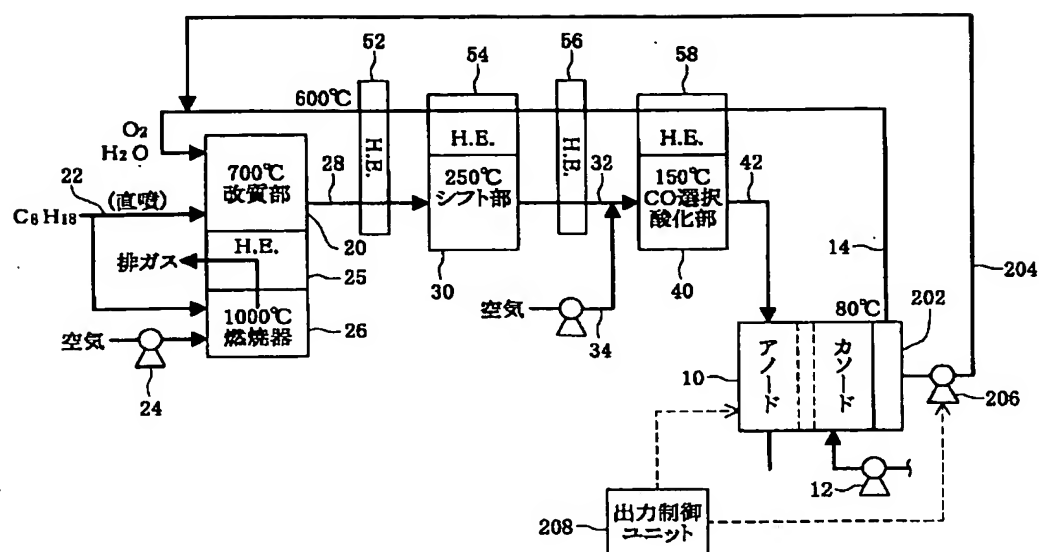 52
54
56
58
204
600℃
O2
H2O
H.E.
H.E.
H.E.
H.E.
22
(直噴)
700℃
改質部
28
250℃
シフト部
32
150℃
CO選択
酸化部
42
C8H18
20
H.E.
14
排ガス
25
30
40
1000℃
燃焼器
26
空気
34
80℃
202
空気
24
10
アノード
カソード
206
12
208
出力制御
ユニット